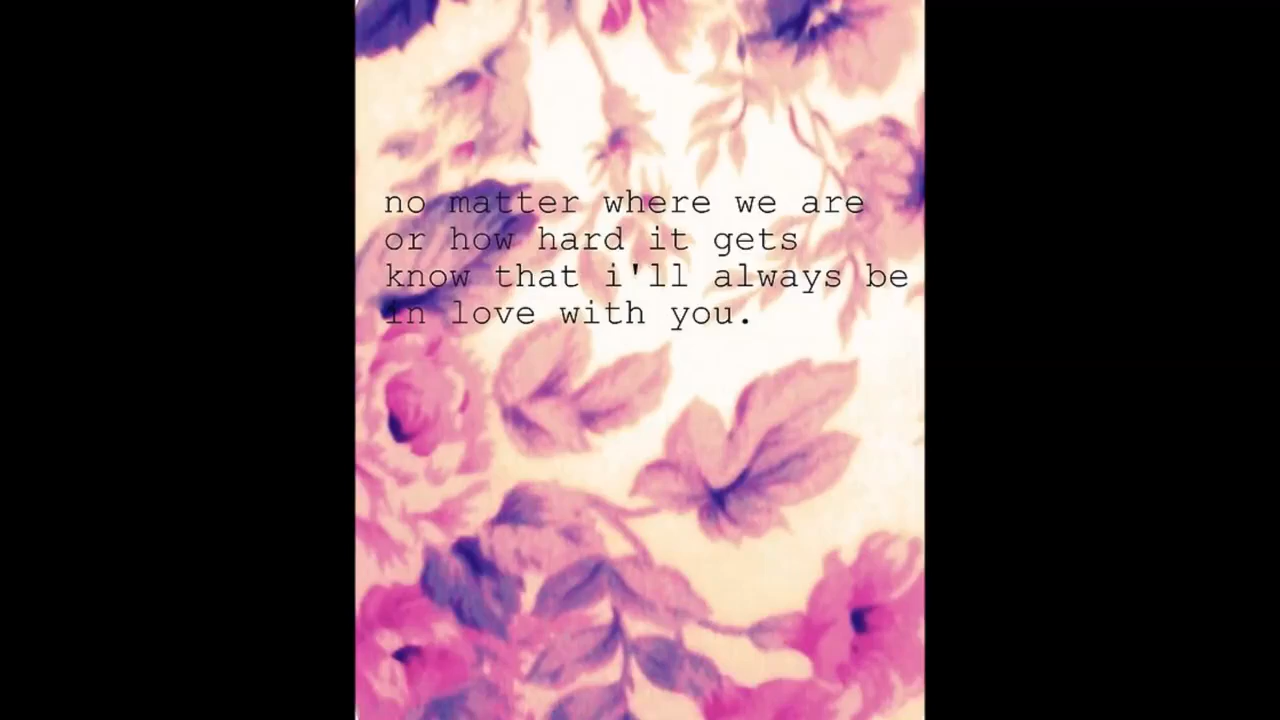 no matter where we are
or how hard it gets
know that i'll always be
in love with you.